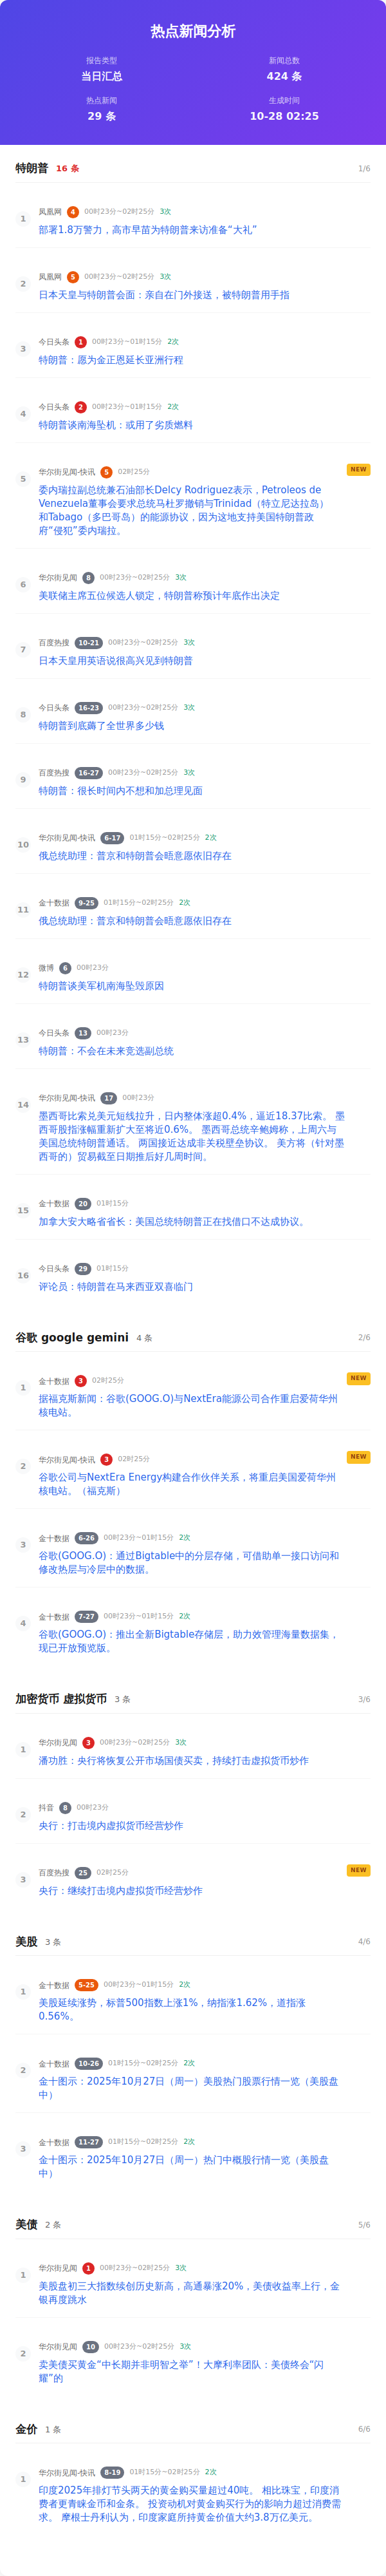 热点新闻分析
报告类型
新闻总数
当日汇总
424 条
热点新闻
生成时间
29 条
10-28 02:25
特朗普 16 条 1/6
1
凤凰网 4 00时23分~02时25分 3次
部署1.8万警力，高市早苗为特朗普来访准备“大礼”
2
凤凰网 5 00时23分~02时25分 3次
日本天皇与特朗普会面：亲自在门外接送，被特朗普用手指
3
今日头条 1 00时23分~01时15分 2次
特朗普：愿为金正恩延长亚洲行程
4
今日头条 2 00时23分~01时15分 2次
特朗普谈南海坠机：或用了劣质燃料
5
华尔街见闻-快讯 5 02时25分 NEW
委内瑞拉副总统兼石油部长Delcy Rodriguez表示，Petroleos de
Venezuela董事会要求总统马杜罗撤销与Trinidad（特立尼达拉岛）
和Tabago（多巴哥岛）的能源协议，因为这地支持美国特朗普政
府“侵犯”委内瑞拉。
6
华尔街见闻 8 00时23分~02时25分 3次
美联储主席五位候选人锁定，特朗普称预计年底作出决定
7
百度热搜 10-21 00时23分~02时25分 3次
日本天皇用英语说很高兴见到特朗普
8
今日头条 16-23 00时23分~02时25分 3次
特朗普到底薅了全世界多少钱
9
百度热搜 16-27 00时23分~02时25分 3次
特朗普：很长时间内不想和加总理见面
10
华尔街见闻-快讯 6-17 01时15分~02时25分 2次
俄总统助理：普京和特朗普会晤意愿依旧存在
11
金十数据 9-25 01时15分~02时25分 2次
俄总统助理：普京和特朗普会晤意愿依旧存在
12
微博 6 00时23分
特朗普谈美军机南海坠毁原因
13
今日头条 13 00时23分
特朗普：不会在未来竞选副总统
14
华尔街见闻-快讯 17 00时23分
墨西哥比索兑美元短线拉升，日内整体涨超0.4%，逼近18.37比索。 墨
西哥股指涨幅重新扩大至将近0.6%。 墨西哥总统辛鲍姆称，上周六与
美国总统特朗普通话。 两国接近达成非关税壁垒协议。 美方将（针对墨
西哥的）贸易截至日期推后好几周时间。
15
金十数据 20 01时15分
加拿大安大略省省长：美国总统特朗普正在找借口不达成协议。
16
今日头条 29 01时15分
评论员：特朗普在马来西亚双喜临门
谷歌 google gemini 4 条 2/6
1
金十数据 3 02时25分 NEW
据福克斯新闻：谷歌(GOOG.O)与NextEra能源公司合作重启爱荷华州
核电站。
2
华尔街见闻-快讯 3 02时25分 NEW
谷歌公司与NextEra Energy构建合作伙伴关系，将重启美国爱荷华州
核电站。（福克斯）
3
金十数据 6-26 00时23分~01时15分 2次
谷歌(GOOG.O)：通过Bigtable中的分层存储，可借助单一接口访问和
修改热层与冷层中的数据。
4
金十数据 7-27 00时23分~01时15分 2次
谷歌(GOOG.O)：推出全新Bigtable存储层，助力高效管理海量数据集，
现已开放预览版。
加密货币 虚拟货币 3 条 3/6
1
华尔街见闻 3 00时23分~02时25分 3次
潘功胜：央行将恢复公开市场国债买卖，持续打击虚拟货币炒作
2
抖音 8 00时23分
央行：打击境内虚拟货币经营炒作
3
百度热搜 25 02时25分 NEW
央行：继续打击境内虚拟货币经营炒作
美股 3 条 4/6
1
金十数据 5-25 00时23分~01时15分 2次
美股延续涨势，标普500指数上涨1%，纳指涨1.62%，道指涨
0.56%。
2
金十数据 10-26 01时15分~02时25分 2次
金十图示：2025年10月27日（周一）美股热门股票行情一览（美股盘
中）
3
金十数据 11-27 01时15分~02时25分 2次
金十图示：2025年10月27日（周一）热门中概股行情一览（美股盘
中）
美债 2 条 5/6
1
华尔街见闻 1 00时23分~02时25分 3次
美股盘初三大指数续创历史新高，高通暴涨20%，美债收益率上行，金
银再度跳水
2
华尔街见闻 10 00时23分~02时25分 3次
卖美债买黄金“中长期并非明智之举”！大摩利率团队：美债终会“闪
耀”的
金价 1 条 6/6
1
华尔街见闻-快讯 8-19 01时15分~02时25分 2次
印度2025年排灯节头两天的黄金购买量超过40吨。 相比珠宝，印度消
费者更青睐金币和金条。 投资动机对黄金购买行为的影响力超过消费需
求。 摩根士丹利认为，印度家庭所持黄金价值大约3.8万亿美元。